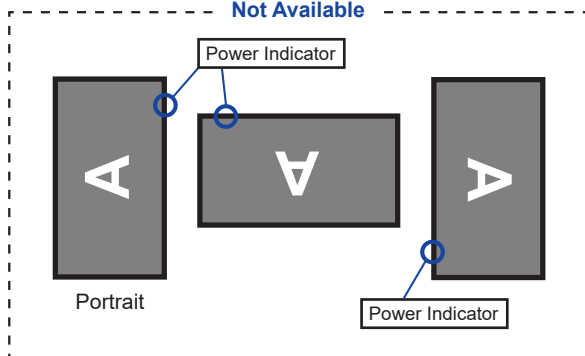 Not Available
Power Indicator
A
A
A
Portrait
Power Indicator